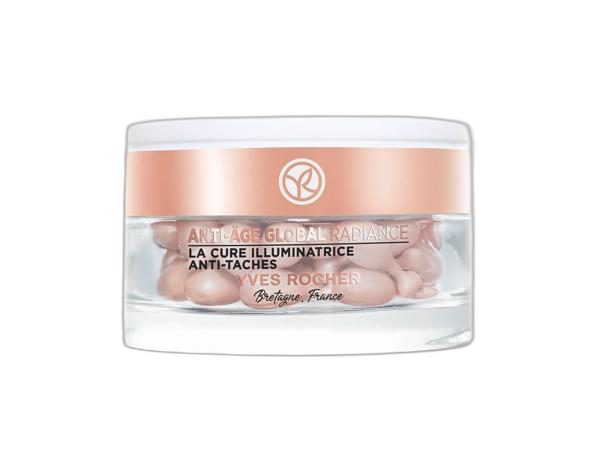 ANTI-ÂGE GLOBAL RADIANCE
LA CURE ILLUMINATRICE
ANTI-TACHES
YVES ROCHER
Bretagne, France